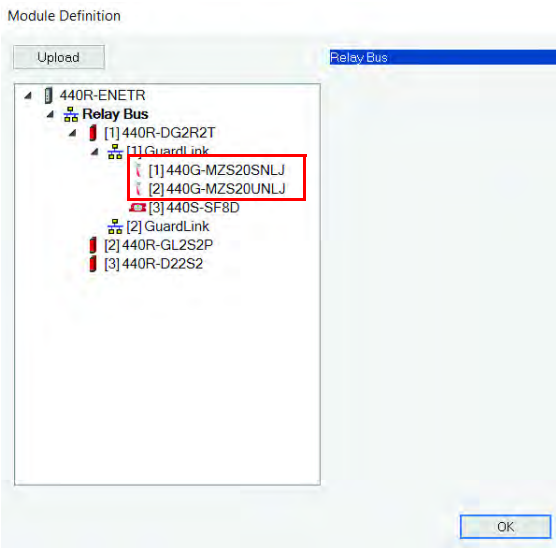 Module Definition
Upload
Relay Bus
440R-ENETR
Relay Bus
[1] 440R-DG2R2T
[1] GuardLink
[1] 440G-MZS20SNLJ
[2] 440G-MZS20UNLJ
[3] 440S-SF8D
[2] GuardLink
[2] 440R-GL2S2P
[3] 440R-D22S2
OK